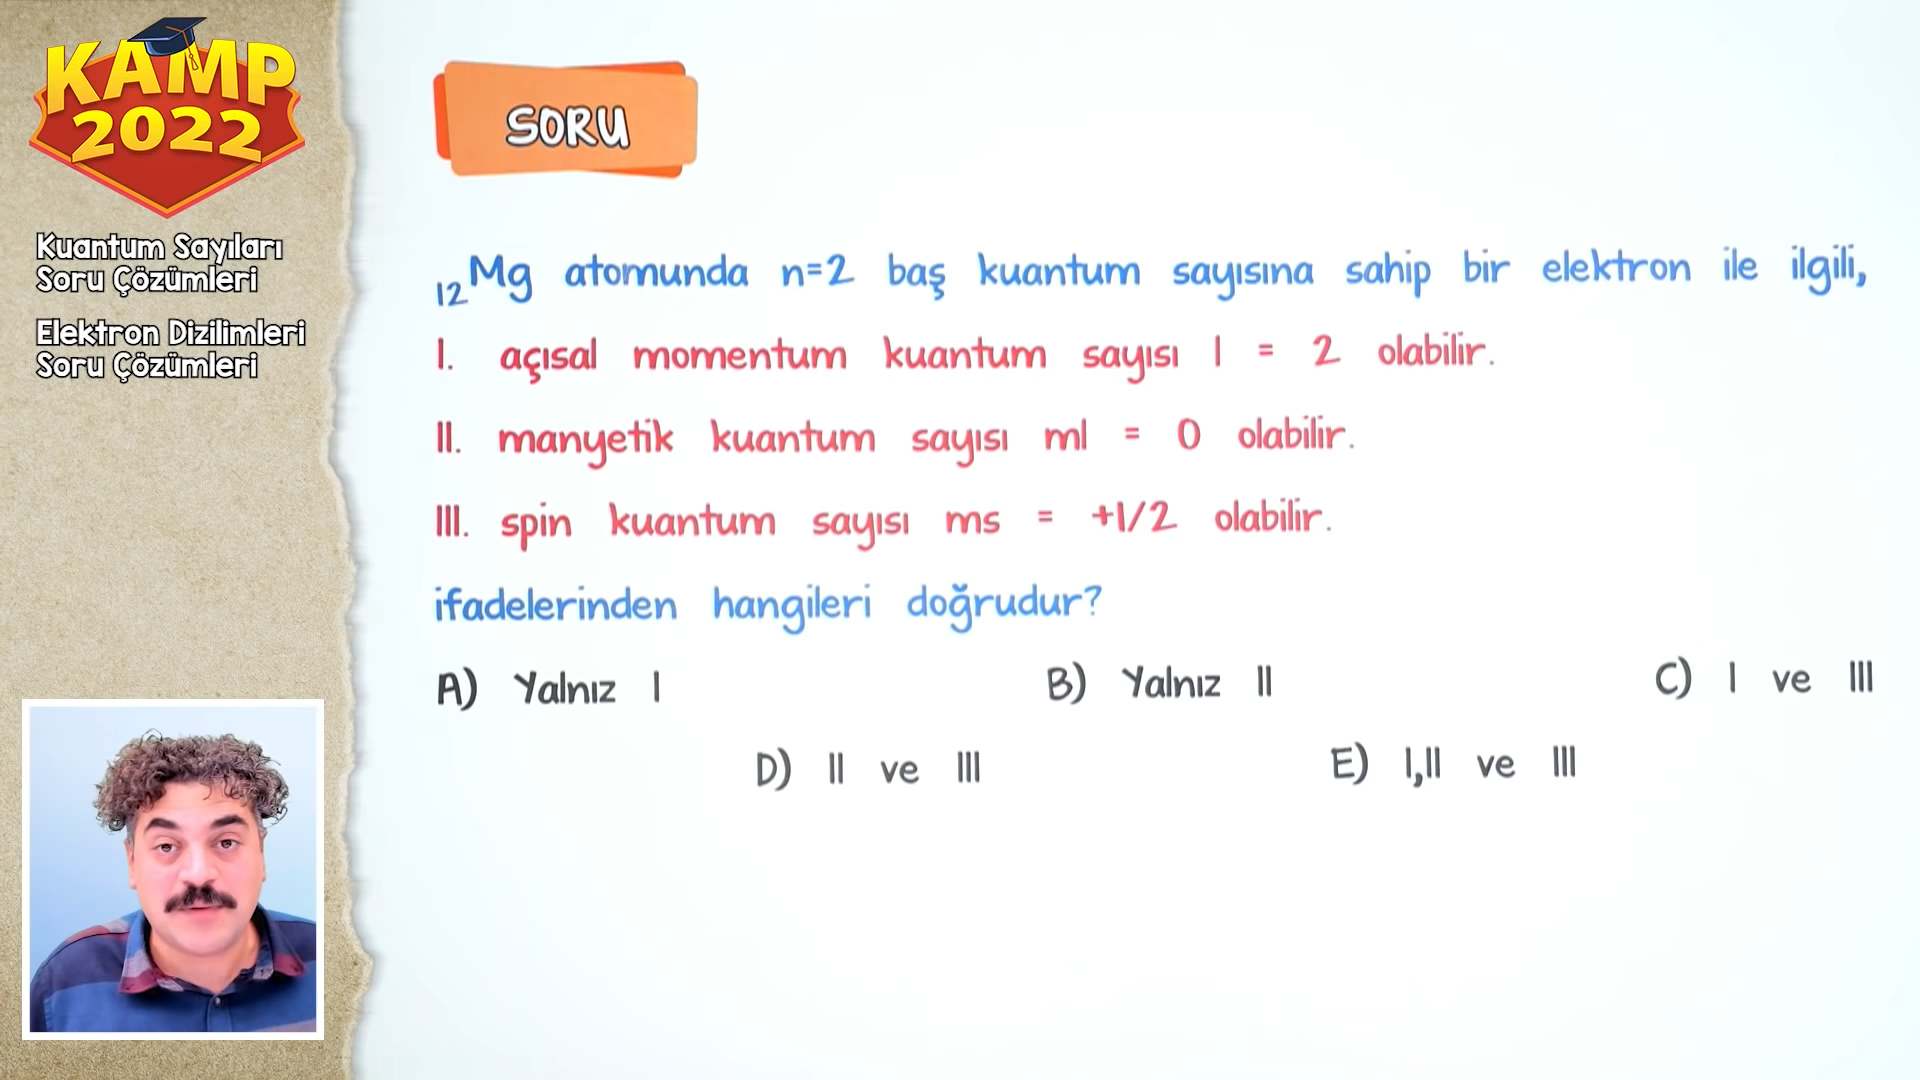 KAMP
2022
Kuantum Sayıları
Soru Çözümleri
Elektron Dizilimleri
Soru Çözümleri
SORU
12Mg atomunda n=2 baş kuantum sayısına sahip bir elektron ile ilgili,
I. açısal momentum kuantum sayısı l = 2 olabilir.
II. manyetik kuantum sayısı ml = 0 olabilir.
III. spin kuantum sayısı ms = +1/2 olabilir.
ifadelerinden hangileri doğrudur?
A) Yalnız I B) Yalnız II C) I ve III
D) II ve III E) I,II ve III